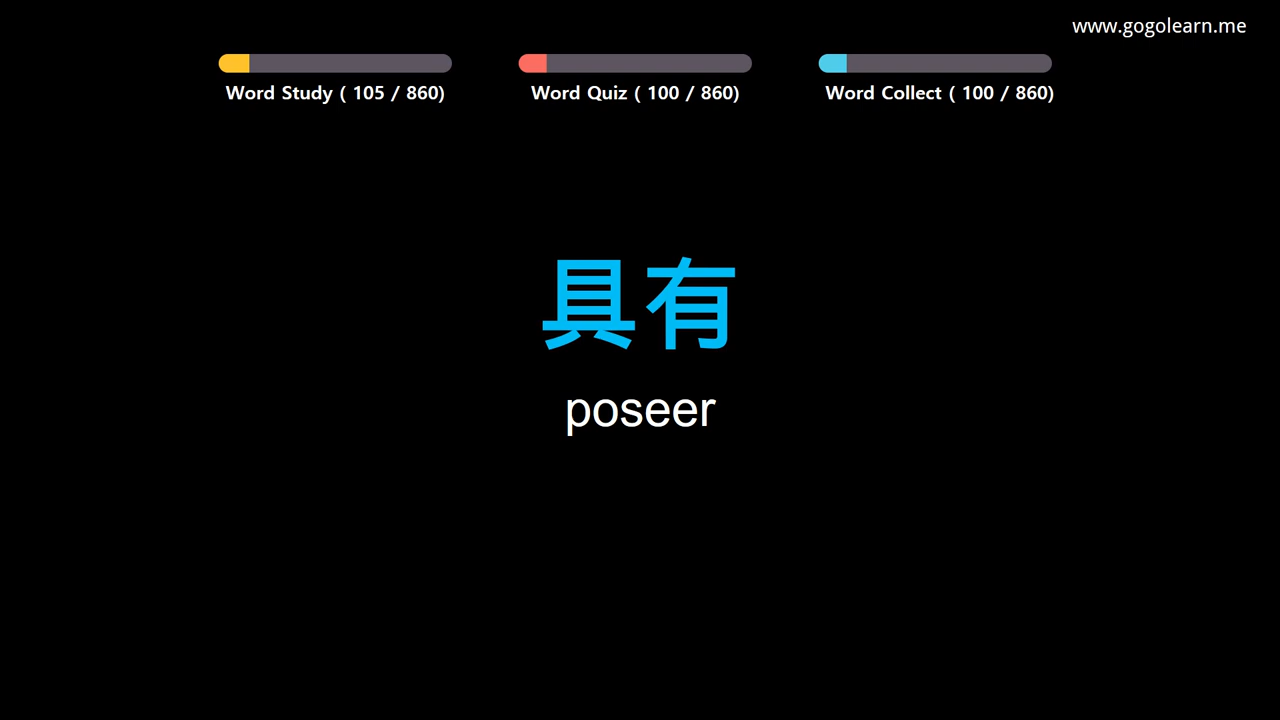 www.gogolearn.me
Word Study ( 105 / 860)
Word Quiz ( 100 / 860)
Word Collect ( 100 / 860)
具有
poseer